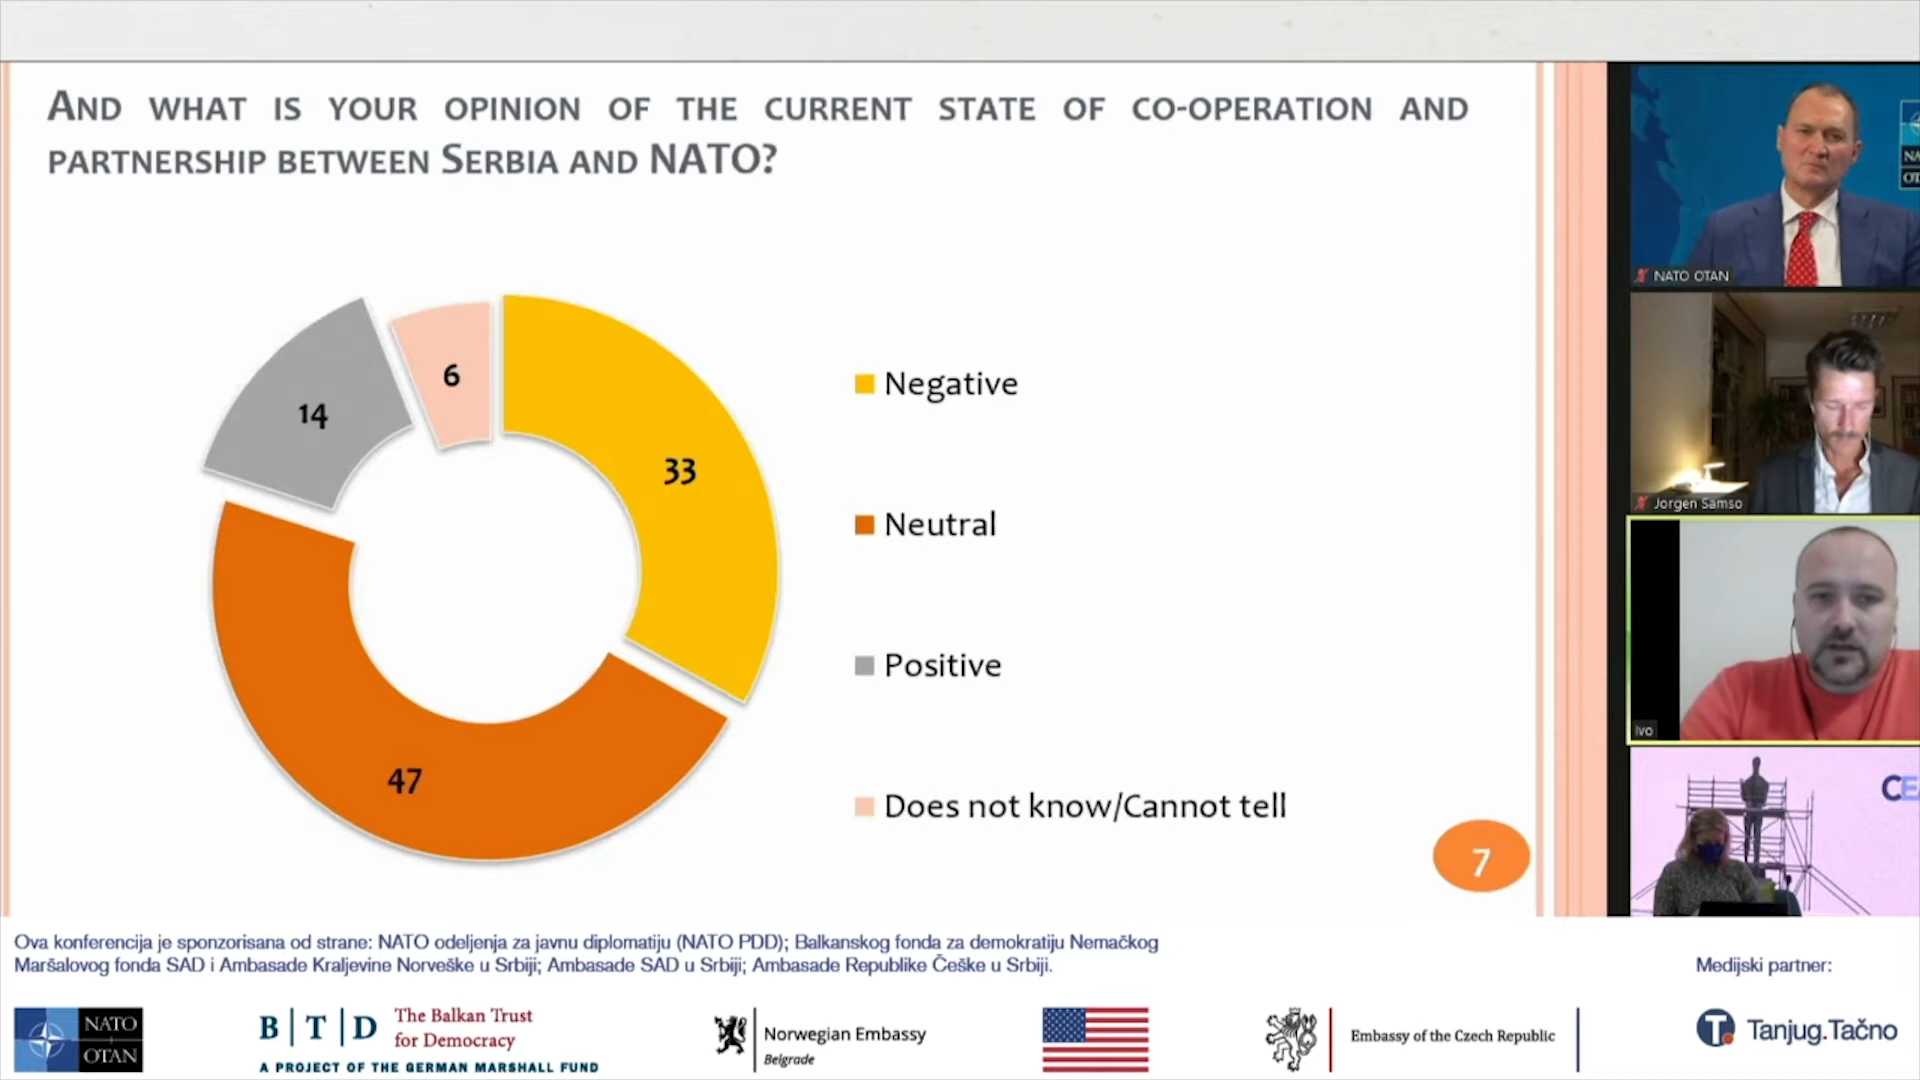 AND WHAT IS YOUR OPINION OF THE CURRENT STATE OF CO-OPERATION AND
PARTNERSHIP BETWEEN SERBIA AND NATO?
6
14
33
47
Negative
Neutral
Positive
Does not know/Cannot tell
7
NATO OTAN
Jorgen Samso
Ivo
Ova konferencija je sponzorisana od strane: NATO odeljenja za javnu diplomatiju (NATO PDD); Balkanskog fonda za demokratiju Nemačkog
Maršalovog fonda SAD i Ambasade Kraljevine Norveške u Srbiji; Ambasade SAD u Srbiji; Ambasade Republike Češke u Srbiji.
Medijski partner:
NATO
OTAN
B|T|D
The Balkan Trust
for Democracy
A PROJECT OF THE GERMAN MARSHALL FUND
Norwegian Embassy
Belgrade
Embassy of the Czech Republic
Tanjug.Tačno